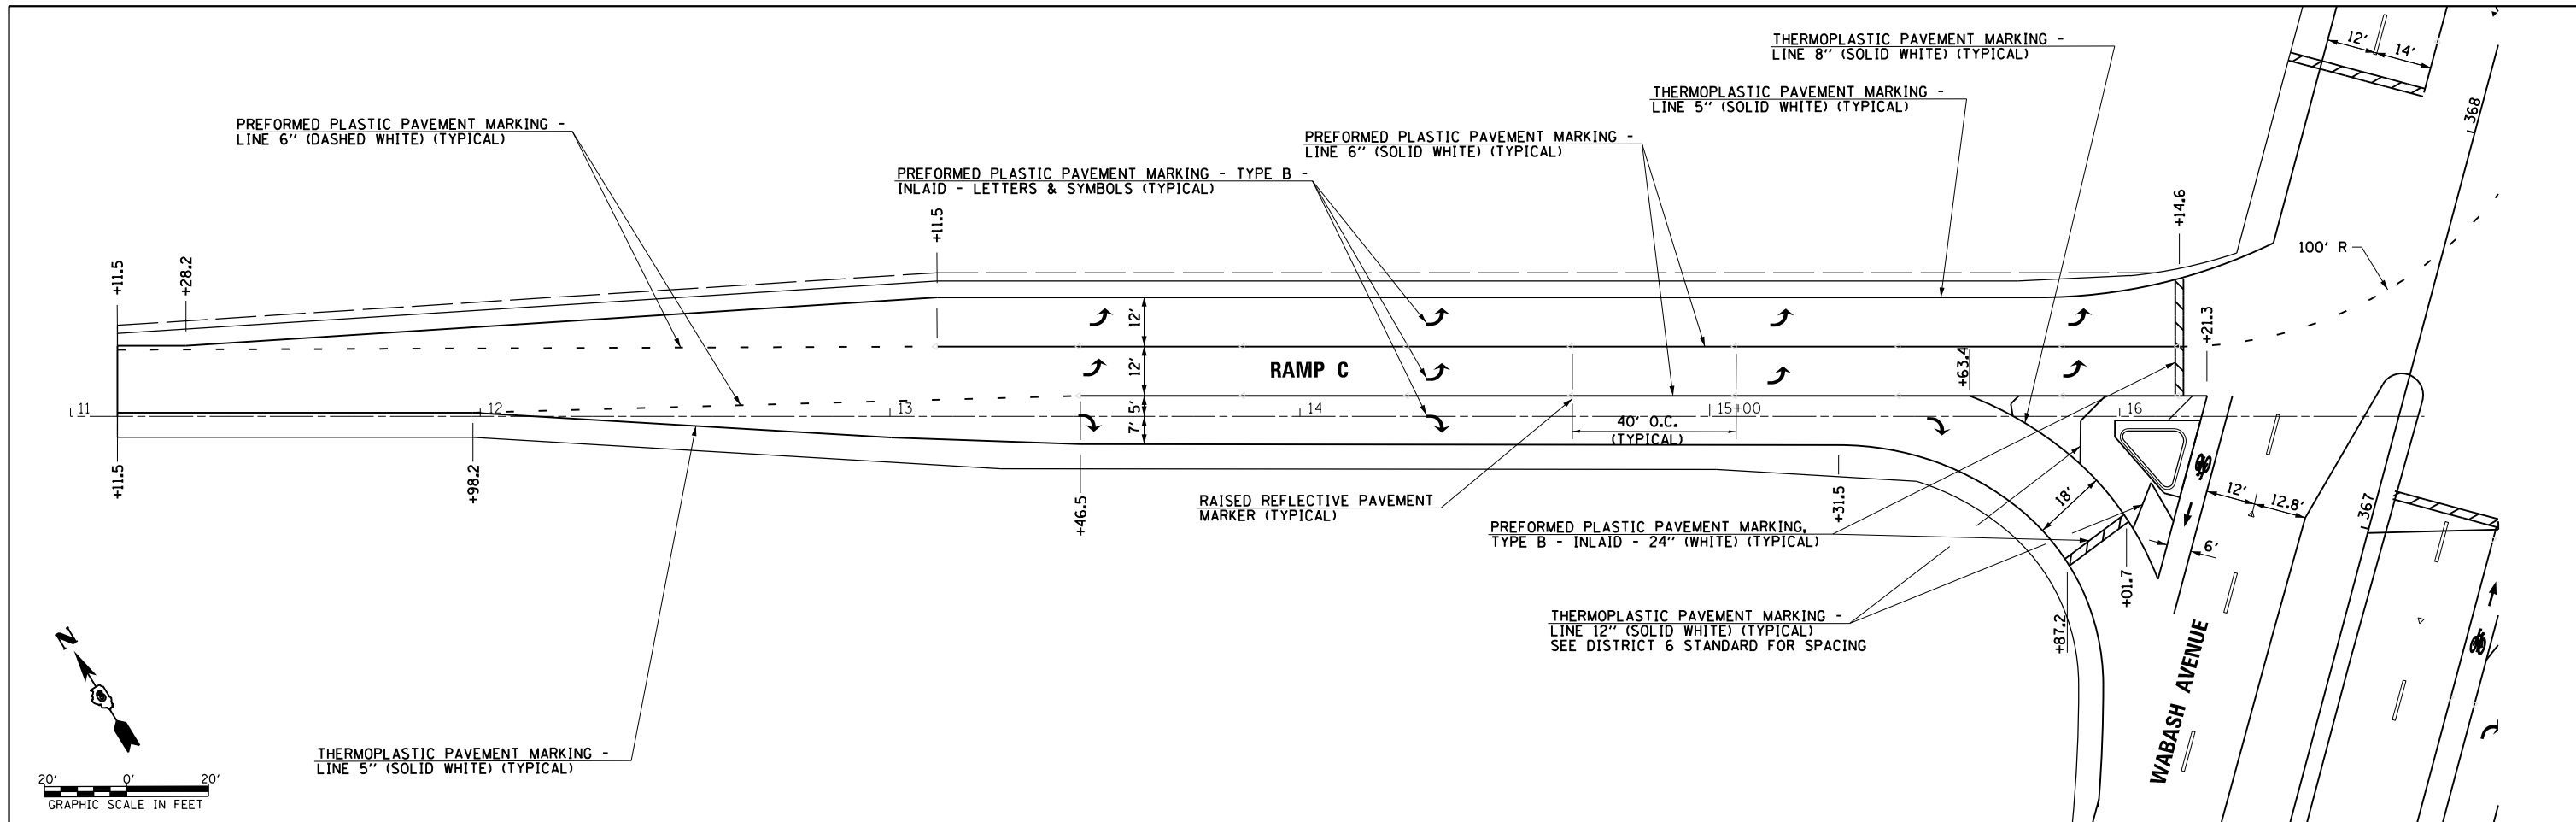 THERMOPLASTIC PAVEMENT MARKING -
LINE 8'' (SOLID WHITE) (TYPICAL)
12'
14'
THERMOPLASTIC PAVEMENT MARKING -
LINE 5'' (SOLID WHITE) (TYPICAL)
368
PREFORMED PLASTIC PAVEMENT MARKING -
LINE 6'' (DASHED WHITE) (TYPICAL)
PREFORMED PLASTIC PAVEMENT MARKING -
LINE 6'' (SOLID WHITE) (TYPICAL)
PREFORMED PLASTIC PAVEMENT MARKING - TYPE B -
INLAID - LETTERS & SYMBOLS (TYPICAL)
+11.5
+28.2
+11.5
+14.6
100' R
+21.3
12'
12'
RAMP C
+63.4
11
12
13
5'
7'
14
15+00
16
40' O.C.
(TYPICAL)
+11.5
+98.2
+46.5
RAISED REFLECTIVE PAVEMENT
MARKER (TYPICAL)
+31.5
18'
12'
12.8'
367
PREFORMED PLASTIC PAVEMENT MARKING,
TYPE B - INLAID - 24'' (WHITE) (TYPICAL)
6'
+01.7
+87.2
THERMOPLASTIC PAVEMENT MARKING -
LINE 12'' (SOLID WHITE) (TYPICAL)
SEE DISTRICT 6 STANDARD FOR SPACING
WABASH AVENUE
N
THERMOPLASTIC PAVEMENT MARKING -
LINE 5'' (SOLID WHITE) (TYPICAL)
20'
0'
20'
GRAPHIC SCALE IN FEET